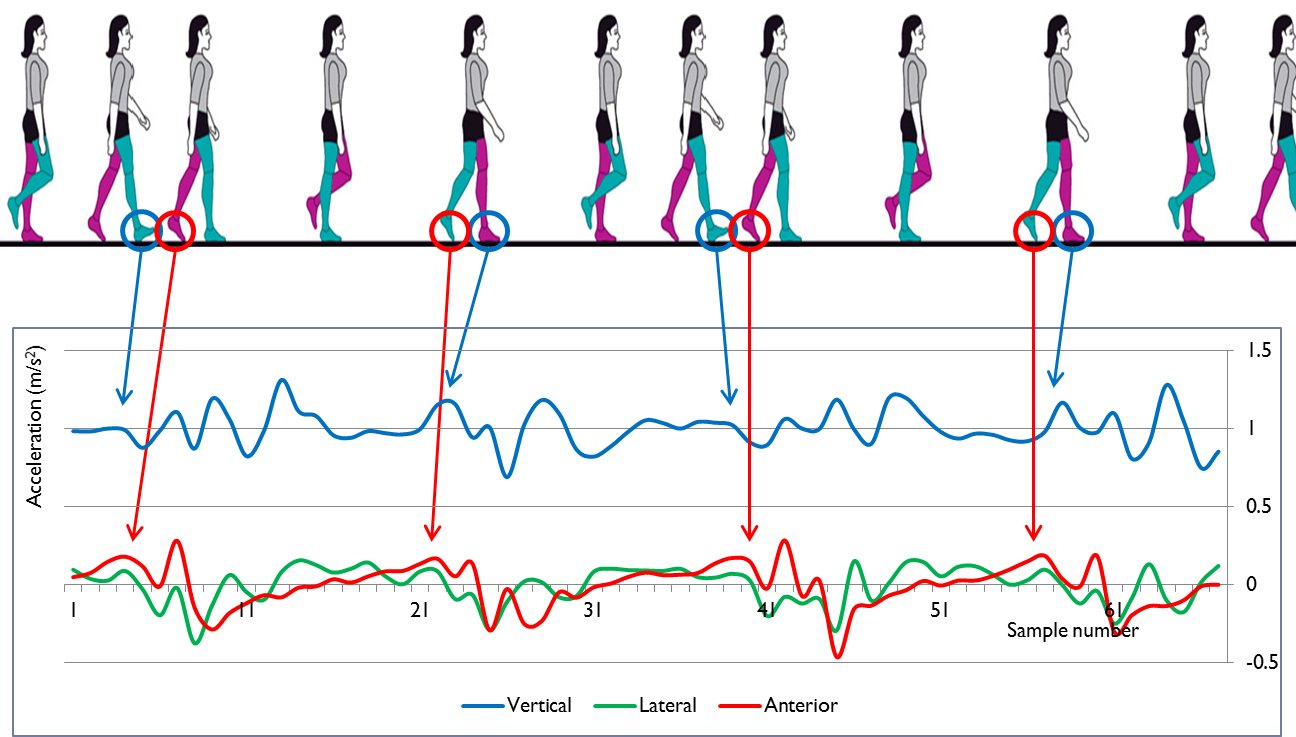 Acceleration (m/s²)
1.5
1
0.5
0
-0.5
1 11 21 31 41 51 61
Sample number
Vertical Lateral Anterior